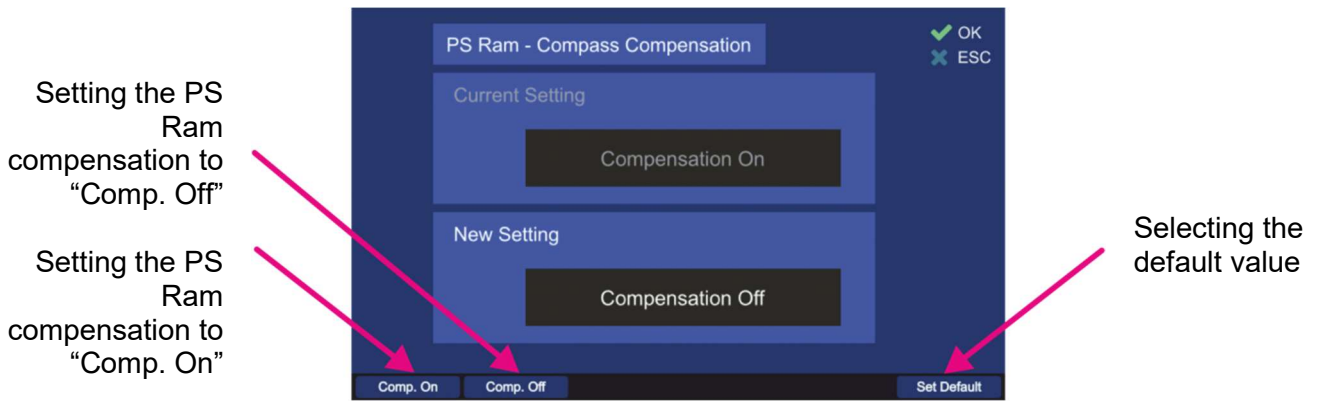 Setting the PS
Ram
compensation to
“Comp. Off”
Setting the PS
Ram
compensation to
“Comp. On”
PS Ram - Compass Compensation
OK
ESC
Current Setting
Compensation On
New Setting
Compensation Off
Comp. On
Comp. Off
Set Default
Selecting the
default value